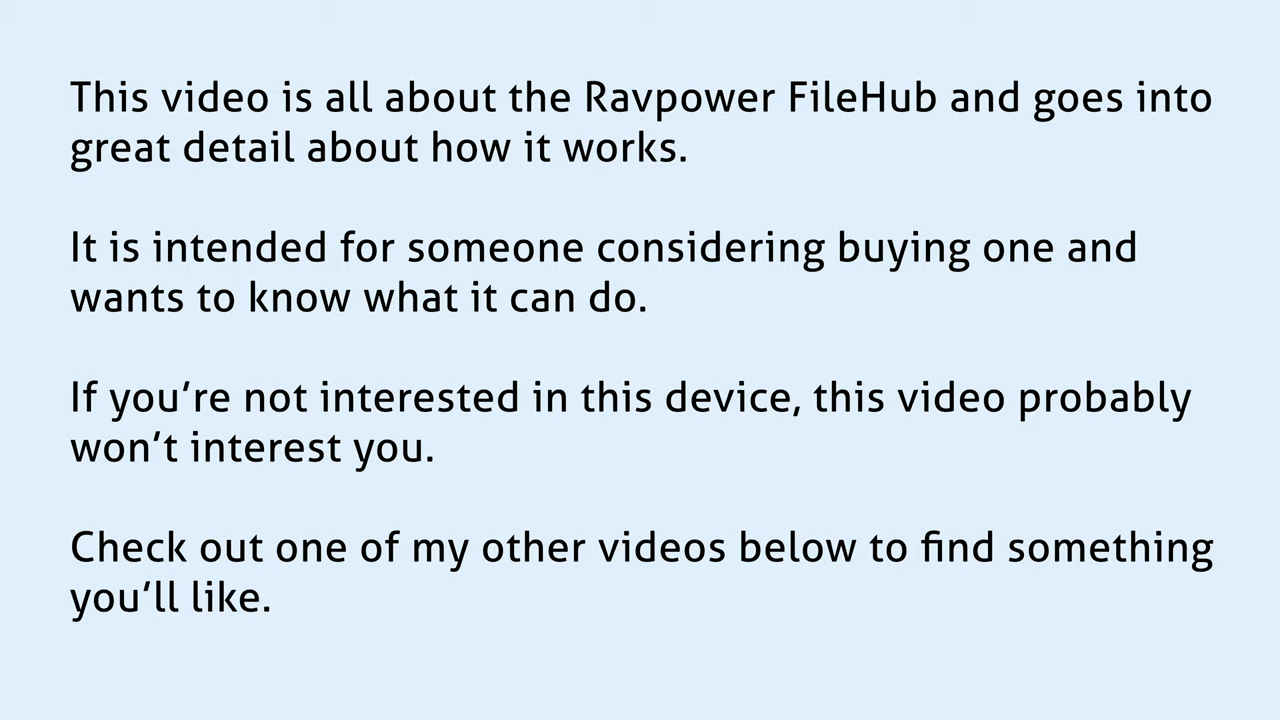 This video is all about the Ravpower FileHub and goes into
great detail about how it works.
It is intended for someone considering buying one and
wants to know what it can do.
If you’re not interested in this device, this video probably
won’t interest you.
Check out one of my other videos below to find something
you’ll like.